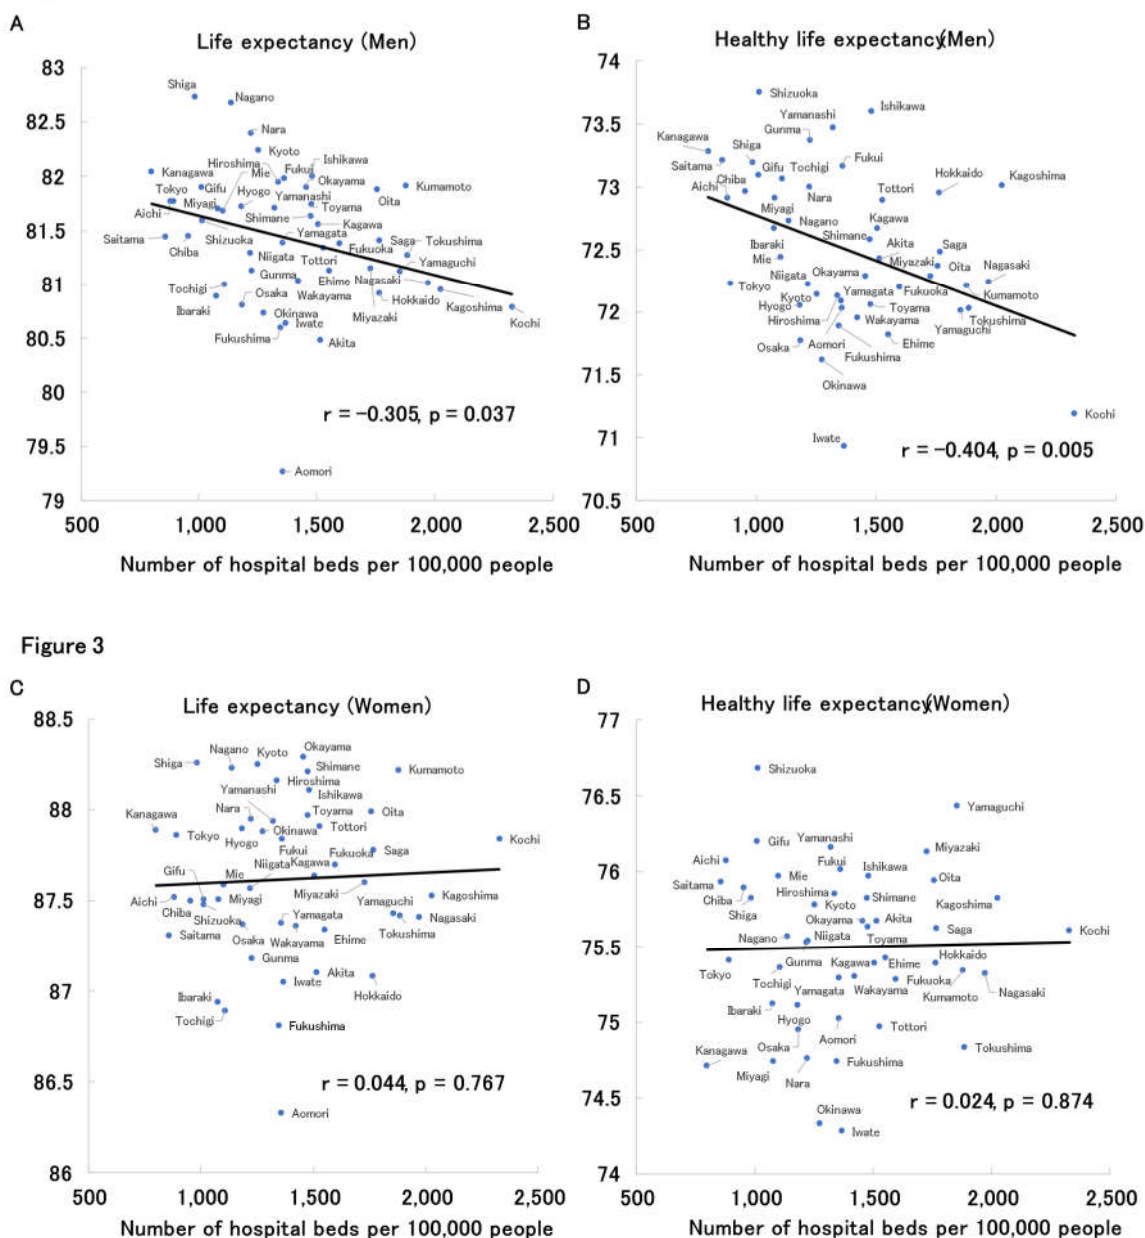 A
Life expectancy (Men)
83
82.5
82
81.5
81
80.5
80
79.5
79
Shiga
Nagano
Nara
Kyoto
Hiroshima
Fukui
Ishikawa
Kanagawa
Mie
Okayama
Kumamoto
Tokyo
Gifu
Hyogo
Yamanashi
Oita
Aichi
Miyagi
Shimane
Toyama
Kagawa
Saitama
Chiba
Shizuoka
Yamagata
Fukuoka
Saga
Tokushima
Niigata
Tottori
Yamaguchi
Tochigi
Gunma
Ehime
Nagasaki
Ibaraki
Osaka
Wakayama
Hokkaido
Kagoshima
Okinawa
Iwate
Miyazaki
Kochi
Fukushima
Akita
r = -0.305, p = 0.037
Aomori
500
1,000
1,500
2,000
2,500
Number of hospital beds per 100,000 people
B
Healthy life expectancy(Men)
74
73.5
73
72.5
72
71.5
71
70.5
Shizuoka
Ishikawa
Yamanashi
Gunma
Kanagawa
Shiga
Saitama
Gifu
Tochigi
Fukui
Hokkaido
Kagoshima
Aichi
Chiba
Nara
Tottori
Miyagi
Nagano
Kagawa
Ibaraki
Shimane
Akita
Saga
Mie
Miyazaki
Oita
Nagasaki
Tokyo
Niigata
Okayama
Hyogo
Kyoto
Yamagata
Fukuoka
Kumamoto
Hiroshima
Toyama
Tokushima
Wakayama
Yamaguchi
Osaka
Aomori
Ehime
Fukushima
Okinawa
Kochi
Iwate
r = -0.404, p = 0.005
500
1,000
1,500
2,000
2,500
Number of hospital beds per 100,000 people
Figure 3
C
Life expectancy (Women)
88.5
88
87.5
87
86.5
86
Shiga
Nagano
Kyoto
Okayama
Shimane
Kumamoto
Hiroshima
Yamanashi
Ishikawa
Kanagawa
Nara
Toyama
Oita
Tokyo
Okinawa
Tottori
Hyogo
Kochi
Fukui
Fukuoka
Saga
Gifu
Niigata
Kagawa
Mie
Miyazaki
Kagoshima
Aichi
Miyagi
Yamaguchi
Chiba
Shizuoka
Yamagata
Nagasaki
Saitama
Osaka
Wakayama
Ehime
Tokushima
Gunma
Akita
Iwate
Hokkaido
Ibaraki
Tochigi
Fukushima
r = 0.044, p = 0.767
Aomori
500
1,000
1,500
2,000
2,500
Number of hospital beds per 100,000 people
D
Healthy life expectancy(Women)
77
76.5
76
75.5
75
74.5
74
Shizuoka
Yamaguchi
Gifu
Yamanashi
Miyazaki
Aichi
Fukui
Ishikawa
Saitama
Mie
Oita
Chiba
Hiroshima
Shimane
Kagoshima
Shiga
Kyoto
Okayama
Akita
Saga
Kochi
Nagano
Niigata
Toyama
Tokyo
Gunma
Kagawa
Ehime
Hokkaido
Tochigi
Yamagata
Wakayama
Fukuoka
Kumamoto
Nagasaki
Ibaraki
Hyogo
Aomori
Tottori
Osaka
Tokushima
Kanagawa
Miyagi
Nara
Fukushima
Okinawa
Iwate
r = 0.024, p = 0.874
500
1,000
1,500
2,000
2,500
Number of hospital beds per 100,000 people